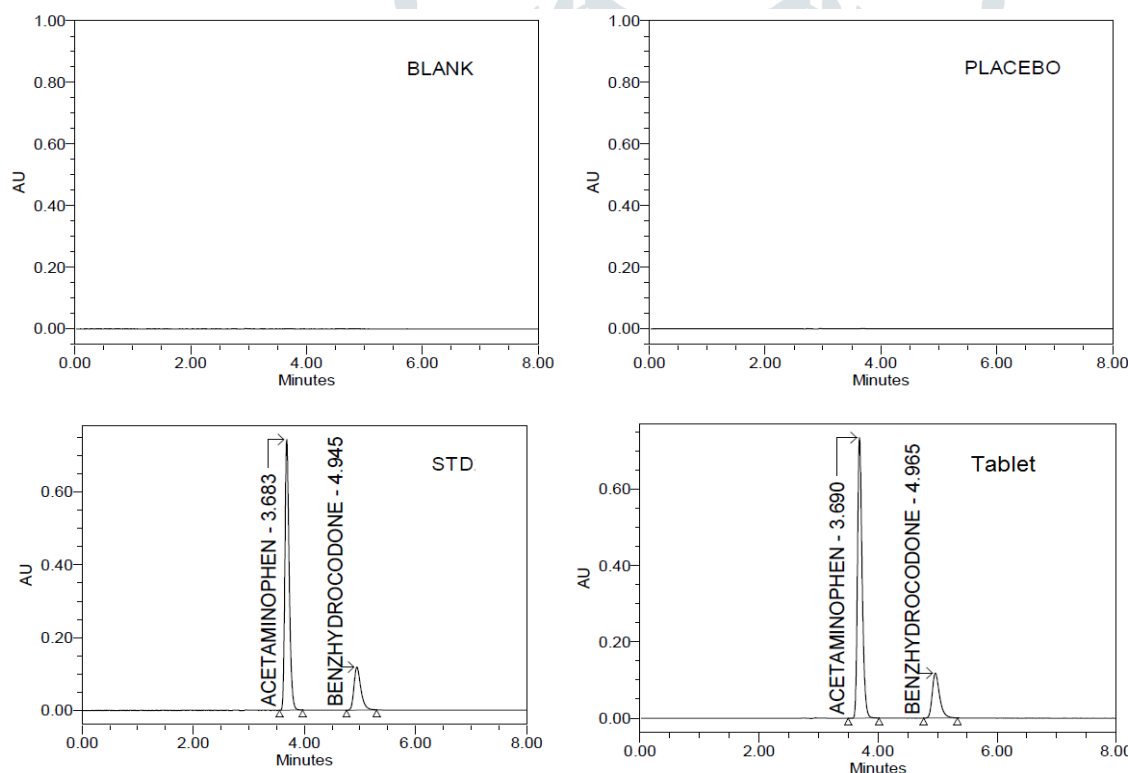 1.00
0.80
0.60
0.40
0.20
0.00
AU
BLANK
0.00 2.00 4.00 6.00 8.00
Minutes
1.00
0.80
0.60
0.40
0.20
0.00
AU
PLACEBO
0.00 2.00 4.00 6.00 8.00
Minutes
0.60
0.40
0.20
0.00
AU
ACETAMINOPHEN - 3.683
BENZHYDROCODONE - 4.945
STD
0.00 2.00 4.00 6.00 8.00
Minutes
0.60
0.40
0.20
0.00
AU
ACETAMINOPHEN - 3.690
BENZHYDROCODONE - 4.965
Tablet
0.00 2.00 4.00 6.00 8.00
Minutes